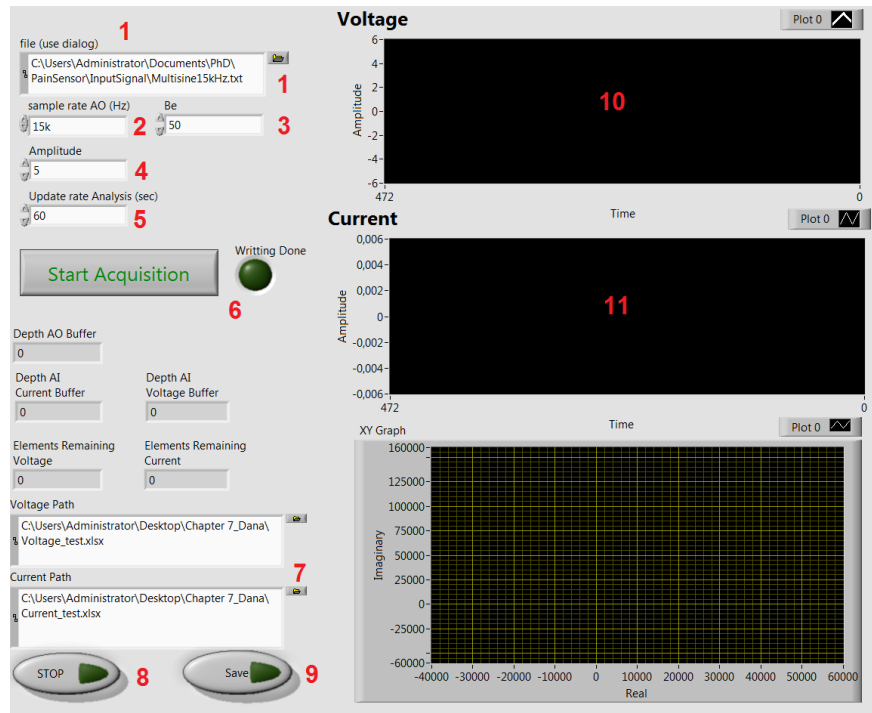 1
file (use dialog)
C:\Users\Administrator\Documents\PhD\
PainSensor\InputSignal\Multisine15kHz.txt
1
sample rate AO (Hz)
Be
15k
2
50
3
Amplitude
5
4
Update rate Analysis (sec)
60
5
Start Acquisition
Writting Done
6
Depth AO Buffer
0
Depth AI
Current Buffer
0
Depth AI
Voltage Buffer
0
Elements Remaining
Voltage
0
Elements Remaining
Current
0
Voltage Path
C:\Users\Administrator\Desktop\Chapter 7_Dana\
Voltage_test.xlsx
7
Current Path
C:\Users\Administrator\Desktop\Chapter 7_Dana\
Current_test.xlsx
STOP
8
Save
9
Voltage
Plot 0
Amplitude
6
4
2
0
-2
-4
-6
10
472
0
Time
Current
Plot 0
Amplitude
0,006
0,004
0,002
0
-0,002
-0,004
-0,006
11
472
0
Time
XY Graph
Plot 0
Imaginary
160000
125000
100000
75000
50000
25000
0
-25000
-60000
-40000 -30000 -20000 -10000 0 10000 20000 30000 40000 50000 60000
Real